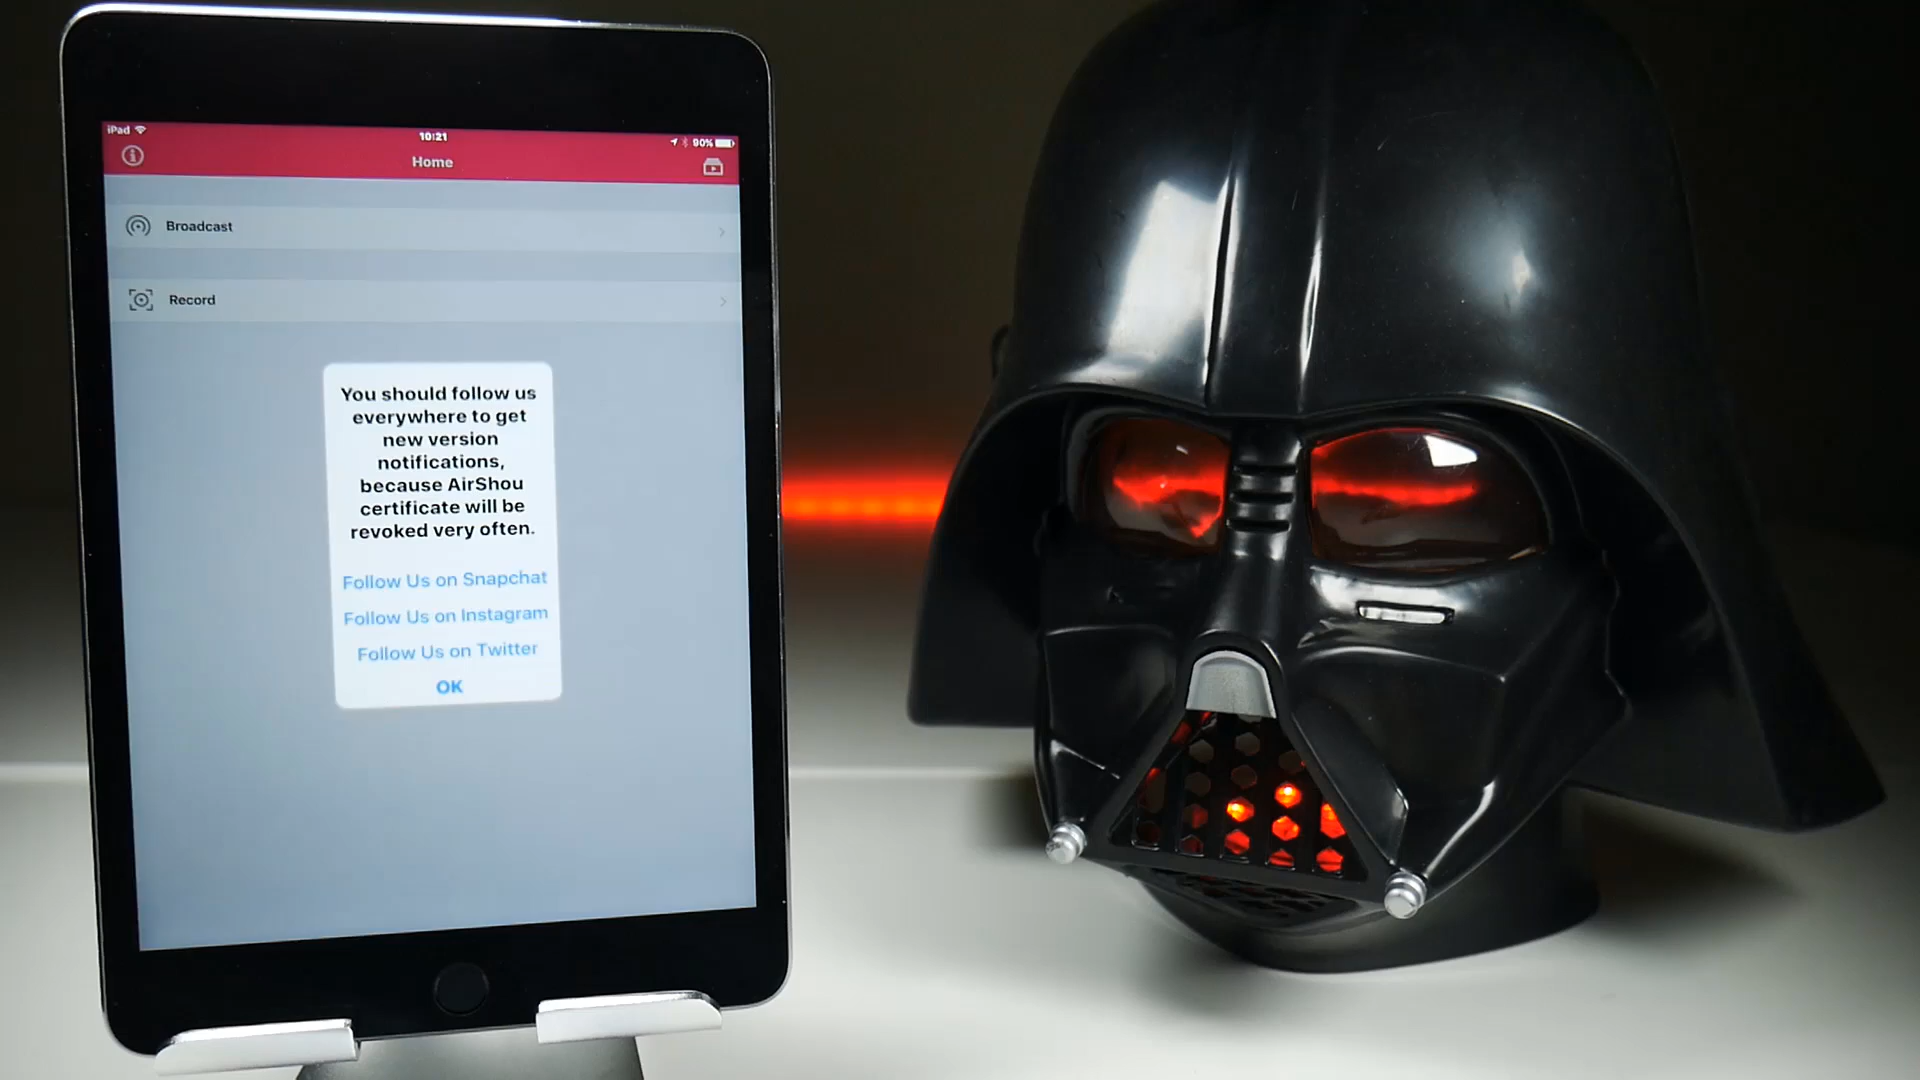 iPad 10:21 90%
Home
Broadcast
Record
You should follow us
everywhere to get
new version
notifications,
because AirShou
certificate will be
revoked very often.
Follow Us on Snapchat
Follow Us on Instagram
Follow Us on Twitter
OK